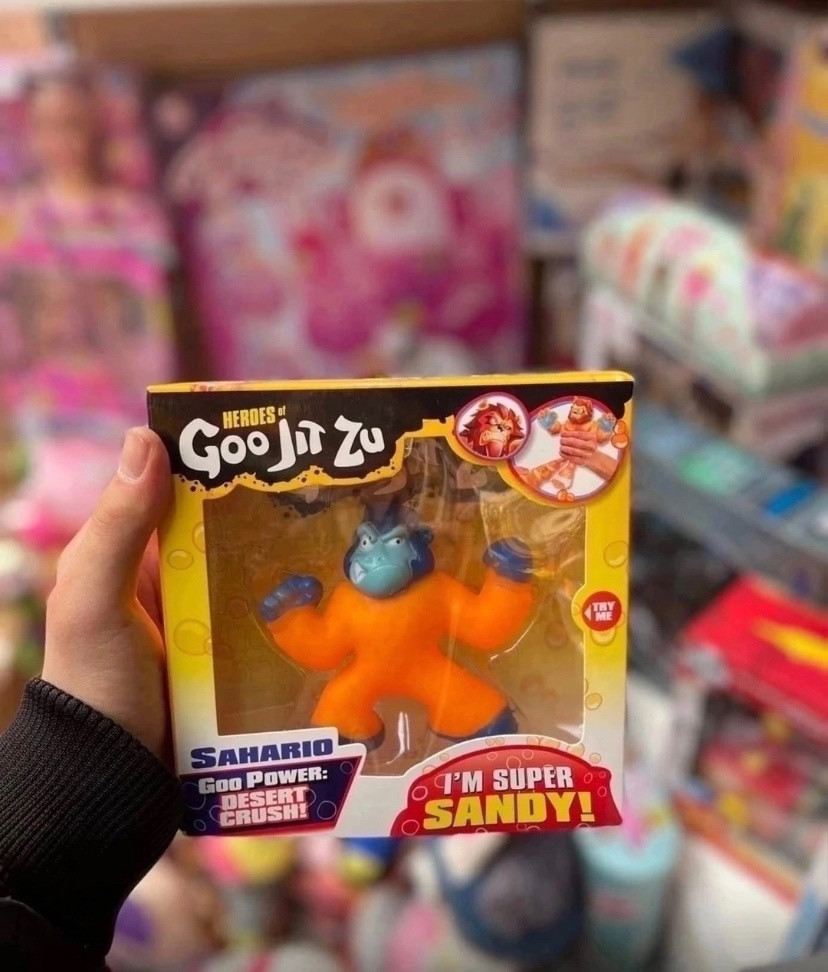 HEROES of
Goo Jit Zu
TRY
ME
SAHARIO
GOO POWER:
DESERT
CRUSH!
I'M SUPER
SANDY!